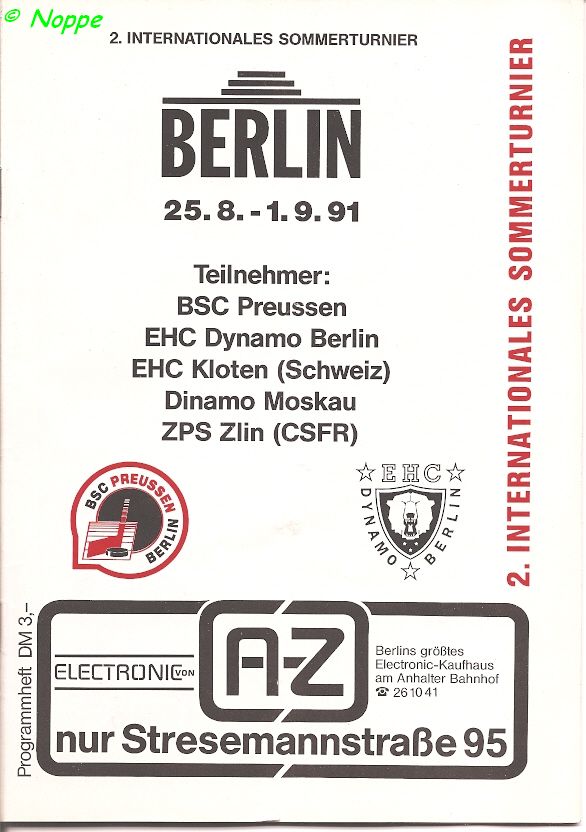 © Noppe
2. INTERNATIONALES SOMMERTURNIER
BERLIN
25. 8. - 1. 9. 91
Teilnehmer:
BSC Preussen
EHC Dynamo Berlin
EHC Kloten (Schweiz)
Dinamo Moskau
ZPS Zlin (CSFR)
2. INTERNATIONALES SOMMERTURNIER
BSC PREUSSEN
BERLIN
EHC
DYNAMO
BERLIN
Programmheft DM 3,–
ELECTRONIC VON
A-Z
Berlins größtes
Electronic-Kaufhaus
am Anhalter Bahnhof
☎ 26 10 41
nur Stresemannstraße 95